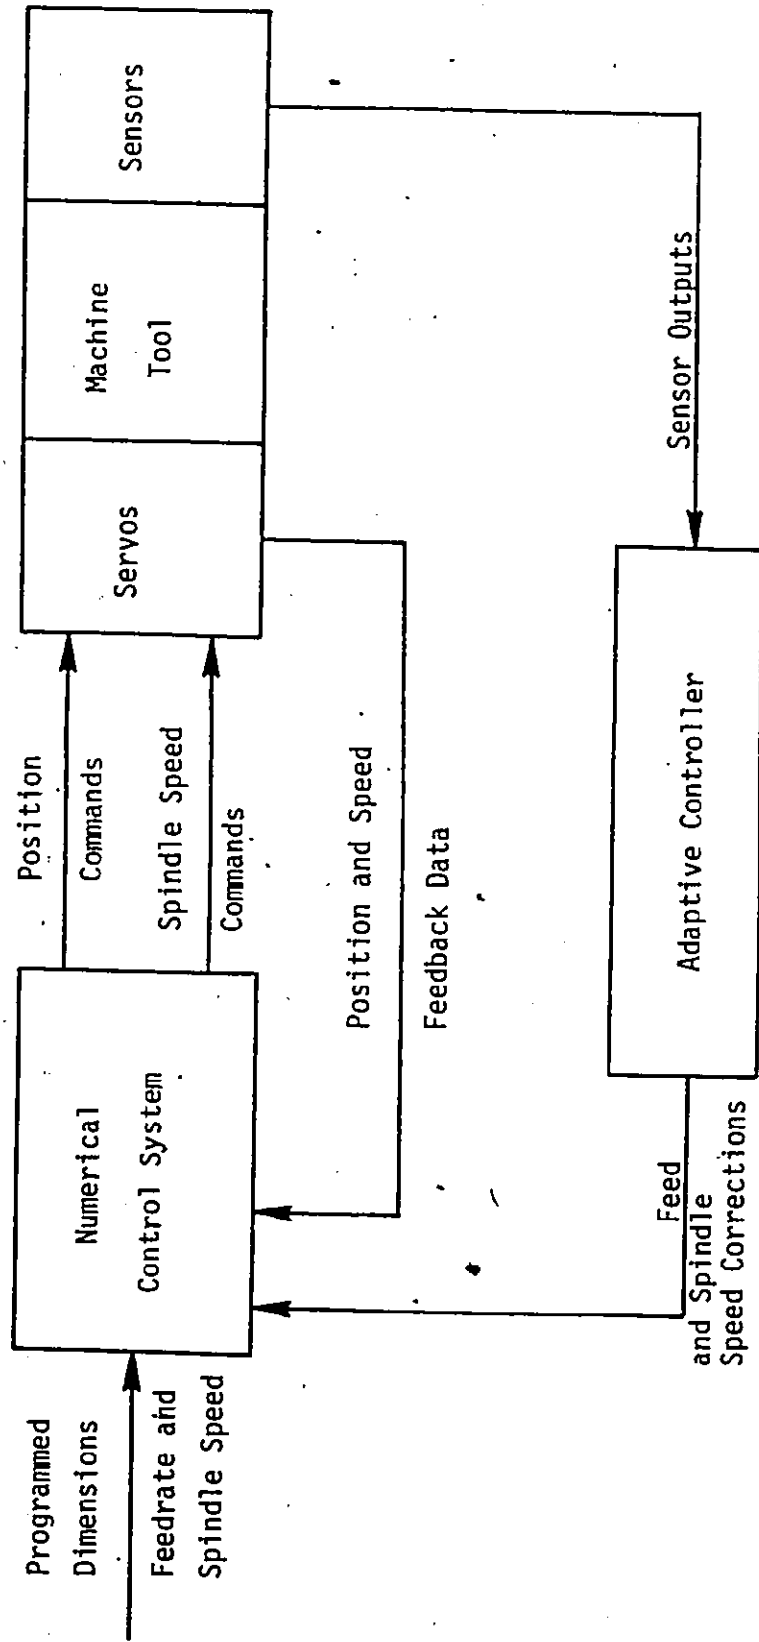 Programmed
Dimensions
Feedrate and
Spindle Speed
Numerical
Control System
Position
Commands
Spindle Speed
Commands
Servos
Machine
Tool
Sensors
Position and Speed
Feedback Data
Sensor Outputs
Adaptive Controller
Feed
and Spindle
Speed Corrections